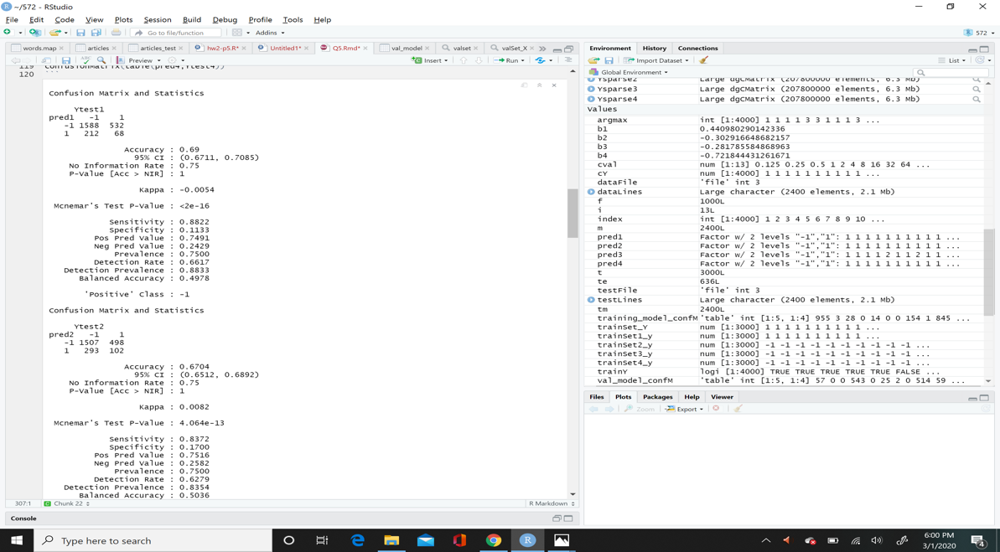 ~/572 - RStudio
File Edit Code View Plots Session Build Debug Profile Tools Help
Go to file/function Addins 572
words.map articles articles_test hw2-p5.R* Untitled1* Q5.Rmd* val_model valset valSet_X
Preview Insert Run
119 confusionMatrix(table(pred4,Ytest4))
120 ```
Confusion Matrix and Statistics
Ytest1
pred1 -1 1
-1 1588 532
1 212 68
Accuracy : 0.69
95% CI : (0.6711, 0.7085)
No Information Rate : 0.75
P-Value [Acc > NIR] : 1
Kappa : -0.0054
Mcnemar's Test P-Value : <2e-16
Sensitivity : 0.8822
Specificity : 0.1133
Pos Pred Value : 0.7491
Neg Pred Value : 0.2429
Prevalence : 0.7500
Detection Rate : 0.6617
Detection Prevalence : 0.8833
Balanced Accuracy : 0.4978
'Positive' Class : -1
Confusion Matrix and Statistics
Ytest2
pred2 -1 1
-1 1507 498
1 293 102
Accuracy : 0.6704
95% CI : (0.6512, 0.6892)
No Information Rate : 0.75
P-Value [Acc > NIR] : 1
Kappa : 0.0082
Mcnemar's Test P-Value : 4.064e-13
Sensitivity : 0.8372
Specificity : 0.1700
Pos Pred Value : 0.7516
Neg Pred Value : 0.2582
Prevalence : 0.7500
Detection Rate : 0.6279
Detection Prevalence : 0.8354
Balanced Accuracy : 0.5036
307:1 Chunk 22 R Markdown
Console
Environment History Connections
Import Dataset List
Global Environment
Ysparse2 Large dgCMatrix (207800000 elements, 6.3 Mb)
Ysparse3 Large dgCMatrix (207800000 elements, 6.3 Mb)
Ysparse4 Large dgCMatrix (207800000 elements, 6.3 Mb)
Values
argmax int [1:4000] 1 1 1 1 3 3 1 1 1 3 ...
b1 0.440980290142336
b2 -0.302916648682157
b3 -0.281785584868963
b4 -0.721844431261671
cval num [1:13] 0.125 0.25 0.5 1 2 4 8 16 32 64 ...
cY num [1:4000] 1 1 1 1 1 1 1 1 1 1 ...
dataFile 'file' int 3
dataLines Large character (2400 elements, 2.1 Mb)
f 1000L
i 13L
index int [1:4000] 1 2 3 4 5 6 7 8 9 10 ...
m 2400L
pred1 Factor w/ 2 levels "-1","1": 1 1 1 1 1 1 1 1 1 1 ...
pred2 Factor w/ 2 levels "-1","1": 1 1 1 1 1 1 1 1 1 1 ...
pred3 Factor w/ 2 levels "-1","1": 1 1 1 1 2 1 1 2 1 1 ...
pred4 Factor w/ 2 levels "-1","1": 1 1 1 1 1 1 1 1 1 1 ...
t 3000L
te 636L
testFile 'file' int 3
testLines Large character (2400 elements, 2.1 Mb)
tm 2400L
training_model_confM 'table' int [1:5, 1:4] 955 3 28 0 14 0 0 154 1 845 ...
trainSet_Y num [1:3000] 1 1 1 1 1 1 1 1 1 1 ...
trainSet1_y num [1:3000] 1 1 1 1 1 1 1 1 1 1 ...
trainSet2_y num [1:3000] -1 -1 -1 -1 -1 -1 -1 -1 -1 -1 ...
trainSet3_y num [1:3000] -1 -1 -1 -1 -1 -1 -1 -1 -1 -1 ...
trainSet4_y num [1:3000] -1 -1 -1 -1 -1 -1 -1 -1 -1 -1 ...
trainY logi [1:4000] TRUE TRUE TRUE TRUE TRUE FALSE ...
val_model_confM 'table' int [1:5, 1:4] 57 0 0 543 0 25 2 0 514 59 ...
Files Plots Packages Help Viewer
Zoom Export
Type here to search
6:00 PM
3/1/2020
4